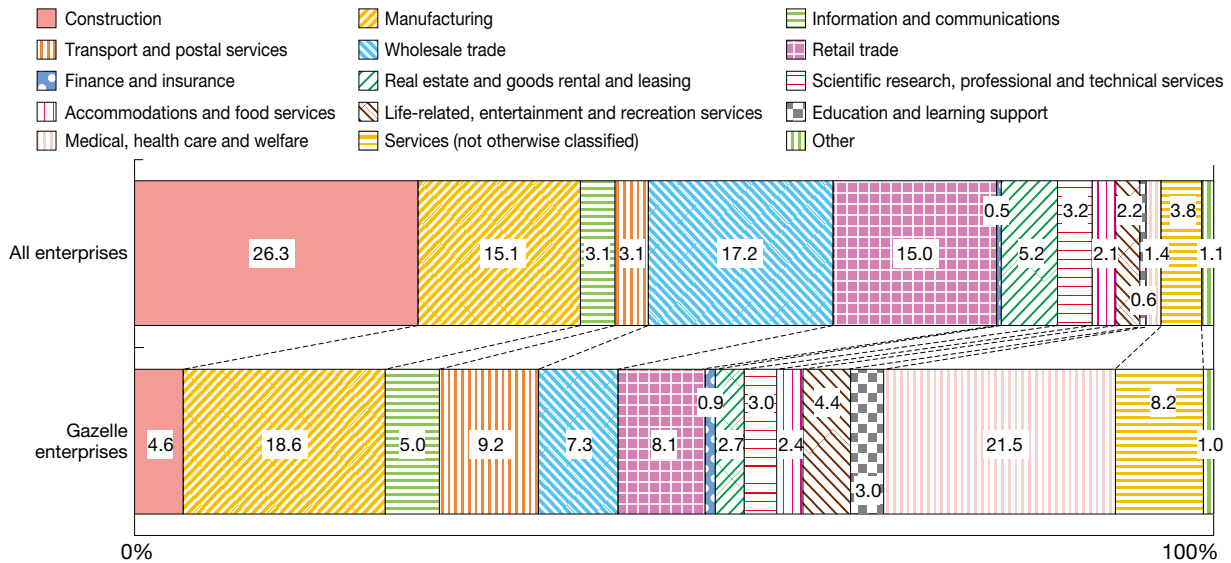 Construction
Manufacturing
Information and communications
Transport and postal services
Wholesale trade
Retail trade
Finance and insurance
Real estate and goods rental and leasing
Scientific research, professional and technical services
Accommodations and food services
Life-related, entertainment and recreation services
Education and learning support
Medical, health care and welfare
Services (not otherwise classified)
Other
All enterprises
26.3
15.1
3.1
3.1
17.2
15.0
0.5
5.2
3.2
2.1
2.2
0.6
1.4
3.8
1.1
Gazelle
enterprises
4.6
18.6
5.0
9.2
7.3
8.1
0.9
2.7
3.0
2.4
4.4
3.0
21.5
8.2
1.0
0%
100%